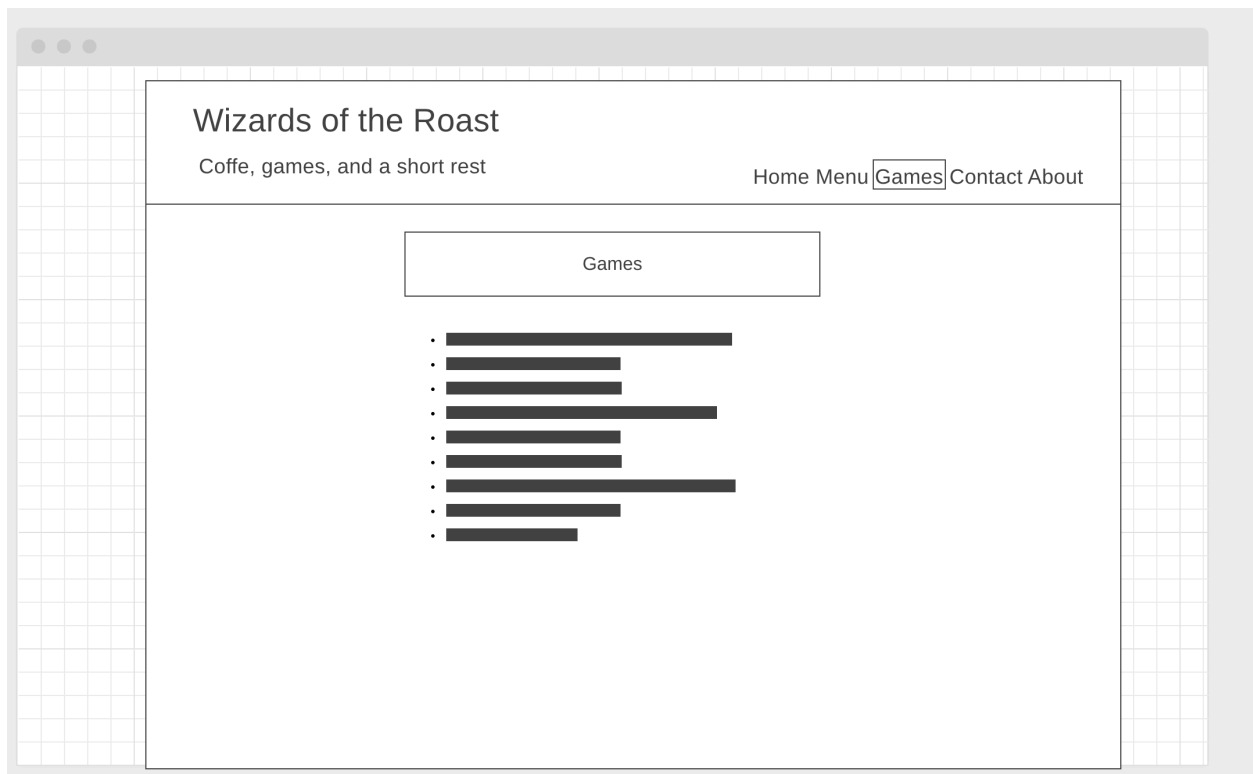 Wizards of the Roast
Coffe, games, and a short rest
Home Menu Games Contact About
Games